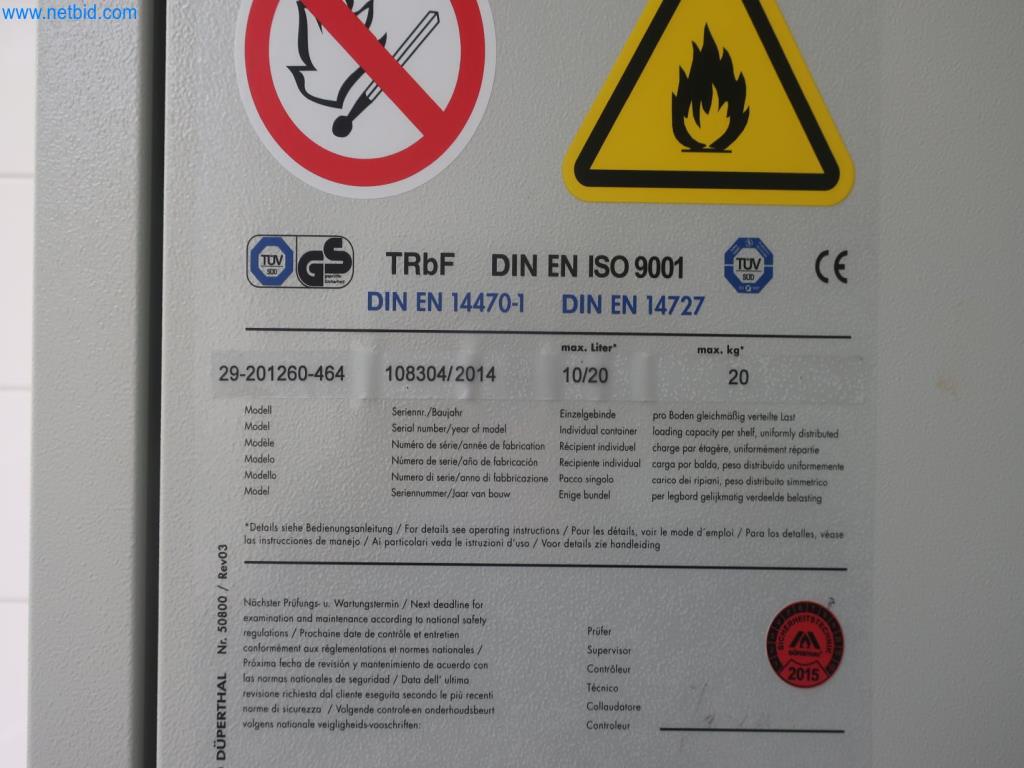 www.netbid.com
TÜV
SÜD
GS
geprüfte
Sicherheit
TRbF
DIN EN ISO 9001
TÜV
SÜD
CE
DIN EN 14470-1
DIN EN 14727
max. Liter*
max. kg*
29-201260-464
108304/2014
10/20
20
Modell
Model
Modèle
Modelo
Modello
Model
Seriennr./Baujahr
Serial number/year of model
Numéro de série/année de fabrication
Número de serie/año de fabricación
Numero di serie/anno di fabbricazione
Seriennummer/Jaar van bouw
Einzelgebinde
Individual container
Récipient individuel
Recipiente individual
Pacco singolo
Enige bundel
pro Boden gleichmäßig verteilte Last
loading capacity per shelf, uniformly distributed
charge par étagère, uniformément répartie
carga por balda, peso distribuido uniformemente
carico dei ripiani, peso distribuito simmetrico
per legbord gelijkmatig verdeelde belasting
*Details siehe Bedienungsanleitung / For details see operating instructions / Pour les détails, voir le mode d'emploi / Para los detalles, véase
las instrucciones de manejo / Ai particolari veda le istruzioni d'uso / Voor details zie handleiding
DÜPERTHAL Nr. 50800 / Rev03
Nächster Prüfungs- u. Wartungstermin / Next deadline for
examination and maintenance according to national safety
regulations / Prochaine date de contrôle et entretien
conformément aux règlementations et normes nationales /
Próxima fecha de revisión y mantenimiento de acuerdo con
las normas nationales de seguridad / Data dell' ultima
revisione richiesta dal cliente eseguita secondo le più recenti
norme di sicurezza / Volgende controle-en onderhoudsbeurt
volgens nationale veigligheids-vooschriften:
Prüfer
Supervisor
Contrôleur
Técnico
Collaudatore
Controleur
SICHERHEITSTECHNIK
DÜPERTHAL
2015